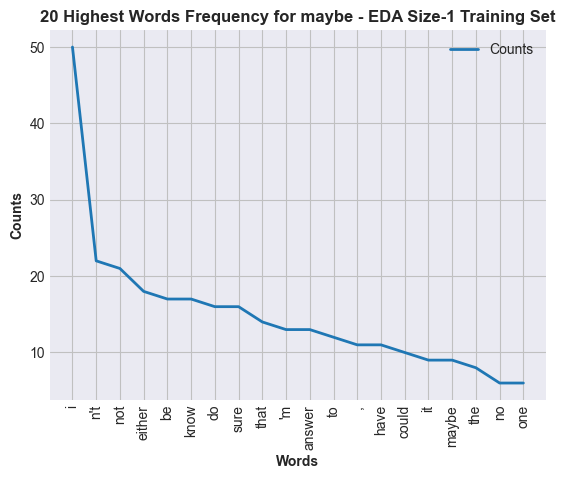 20 Highest Words Frequency for maybe - EDA Size-1 Training Set
Counts
50
40
30
20
10
Counts
i
n't
not
either
be
know
do
sure
that
'm
answer
to
,
have
could
it
maybe
the
no
one
Words